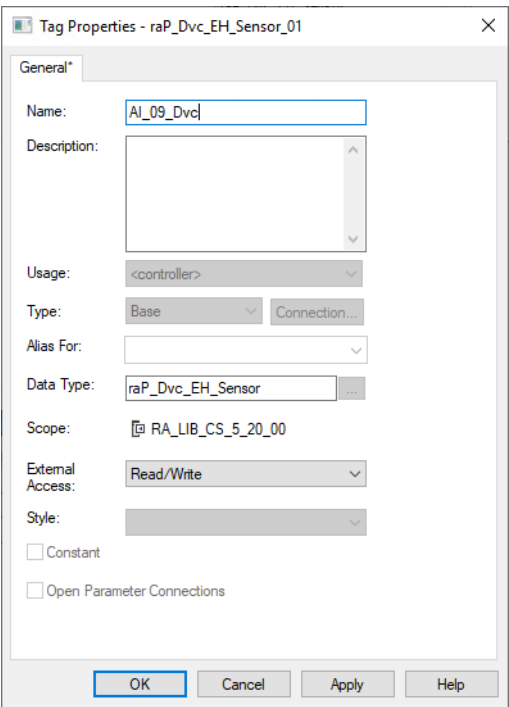 Tag Properties - raP_Dvc_EH_Sensor_01
General*
Name: AI_09_Dvc
Description:
Usage: <controller>
Type: Base Connection...
Alias For:
Data Type: raP_Dvc_EH_Sensor ...
Scope: RA_LIB_CS_5_20_00
External
Access: Read/Write
Style:
Constant
Open Parameter Connections
OK Cancel Apply Help